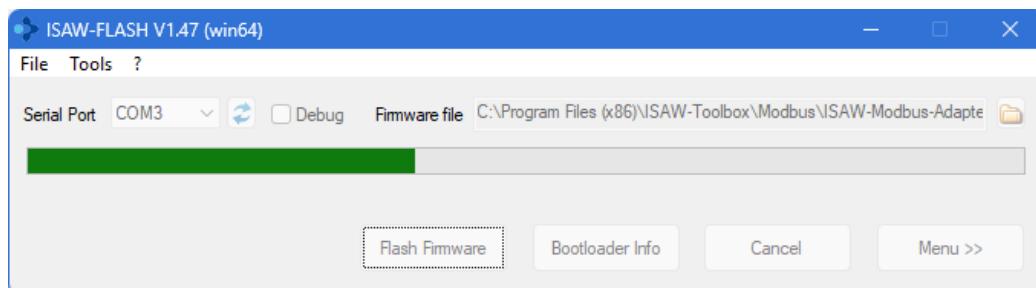 ISAW-FLASH V1.47 (win64)
File Tools ?
Serial Port COM3 Debug Firmware file C:\Program Files (x86)\ISAW-Toolbox\Modbus\ISAW-Modbus-Adapte
Flash Firmware Bootloader Info Cancel Menu >>